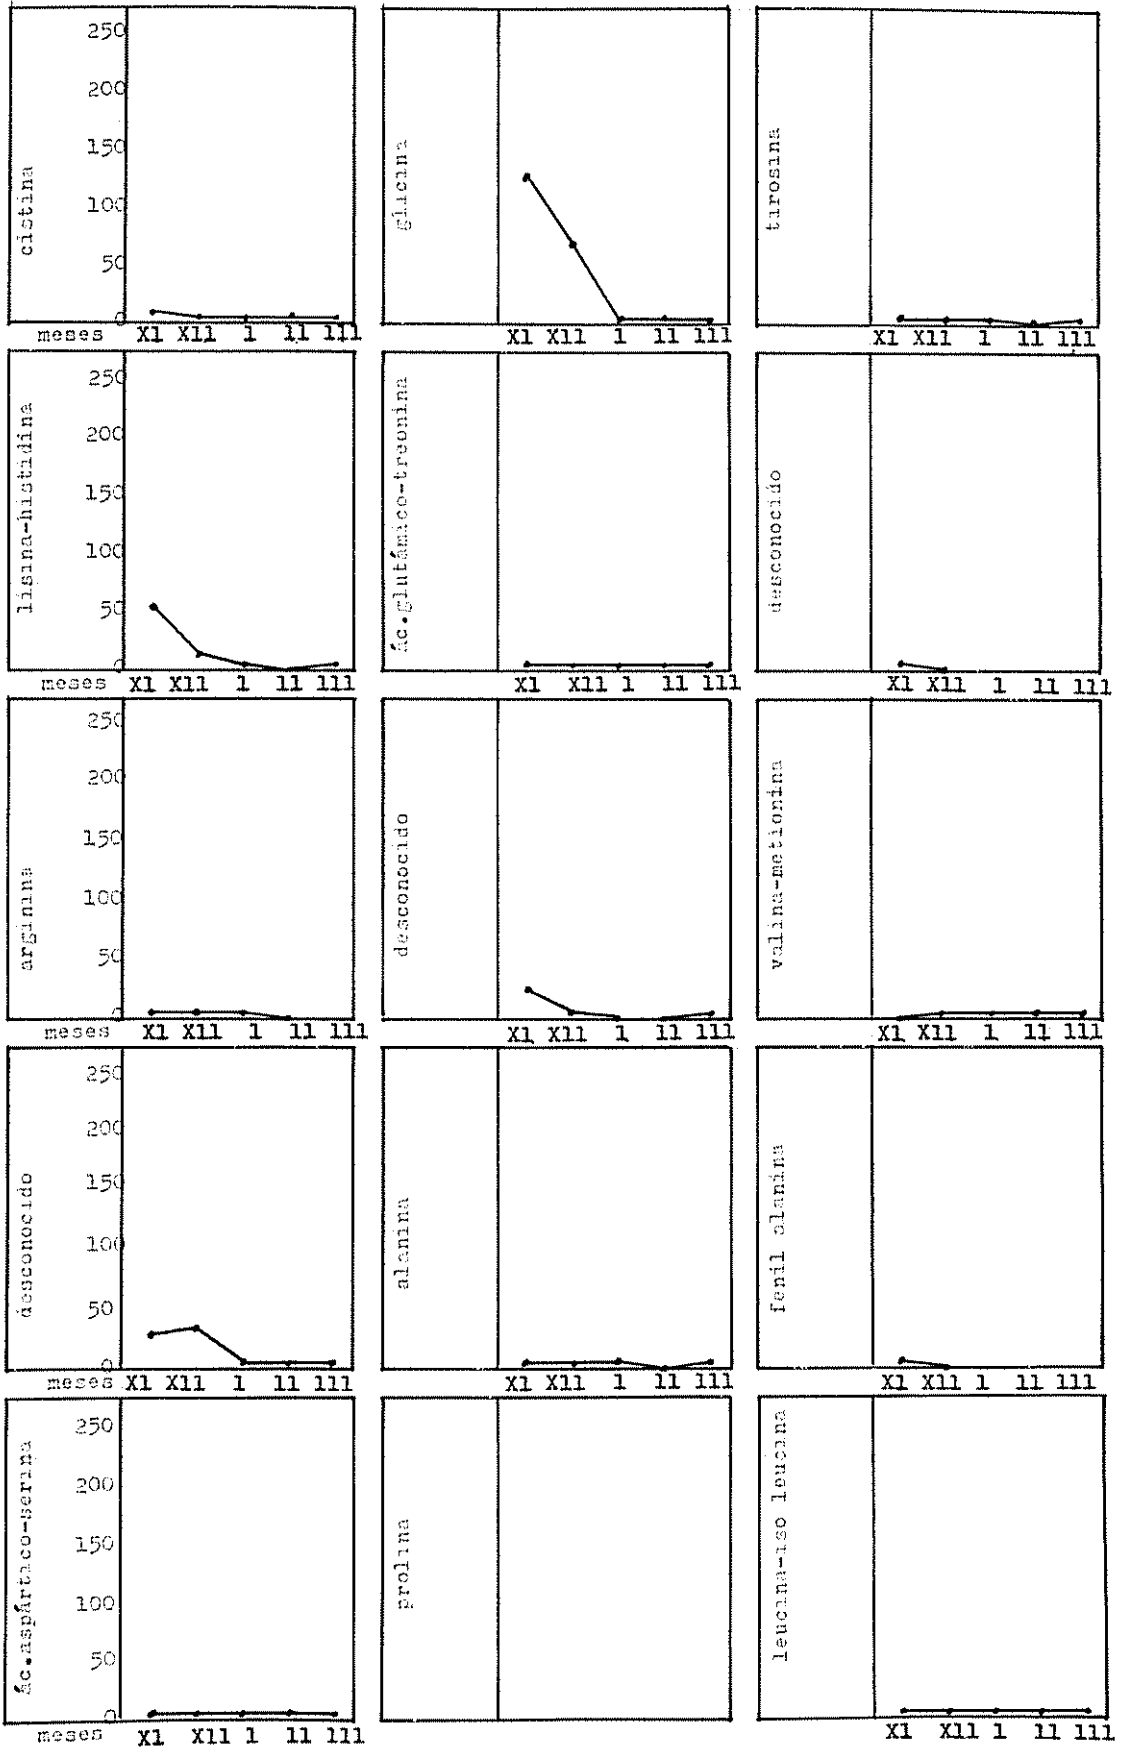 cistina
250
200
150
100
50
0
meses X1 X11 1 11 111
glicina
X1 X11 1 11 111
tirosina
X1 X11 1 11 111
lisina-histidina
250
200
150
100
50
0
meses X1 X11 1 11 111
ác.glutámico-treonina
X1 X11 1 11 111
desconocido
X1 X11 1 11 111
arginina
250
200
150
100
50
0
meses X1 X11 1 11 111
desconocido
X1 X11 1 11 111
valina-metionina
X1 X11 1 11 111
desconocido
250
200
150
100
50
0
meses X1 X11 1 11 111
alanina
X1 X11 1 11 111
fenil alanina
X1 X11 1 11 111
ác.aspártico-serina
250
200
150
100
50
0
meses X1 X11 1 11 111
prolina
leucina-iso leucina
X1 X11 1 11 111